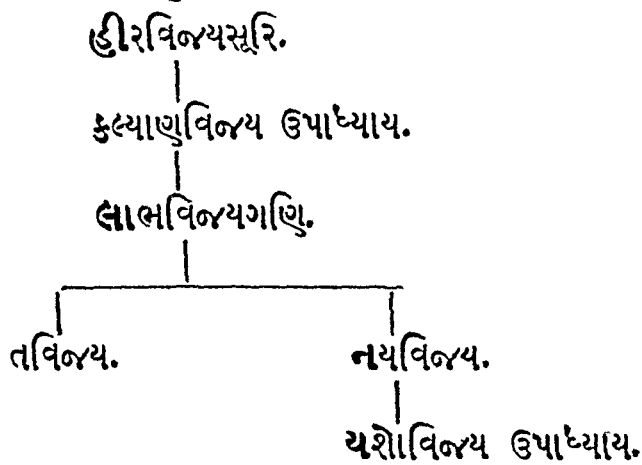 હીરવિજયસૂરિ.
કલ્યાણવિજય ઉપાધ્યાય.
લાભવિજયગણિ.
તવિજય. નયવિજય.
યશોવિજય ઉપાધ્યાય.